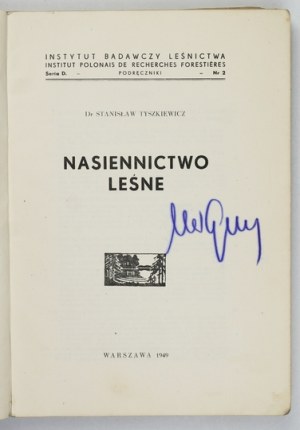 INSTYTUT BADAWCZY LEŚNICTWA
INSTITUT POLONAIS DE RECHERCHES FORESTIÈRES
Seria D. - PODRĘCZNIKI - Nr 3
Dr STANISŁAW TYSZKIEWICZ
NASIENNICTWO
LEŚNE
WARSZAWA 1949